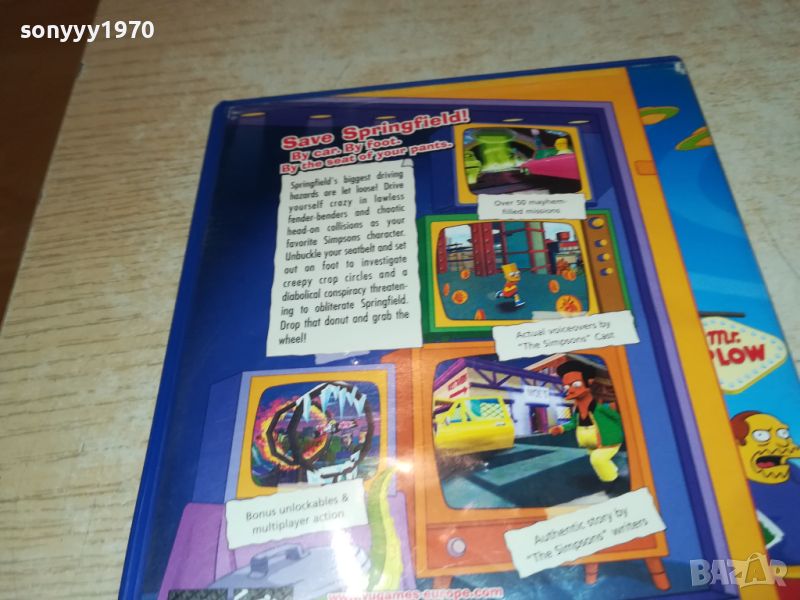 sonyyy1970
Save Springfield!
By car. By foot.
By the seat of your pants.
Springfield's biggest driving
hazards are let loose! Drive
yourself crazy in lawless
fender-benders and chaotic
head-on collisions as your
favorite Simpsons character.
Unbuckle your seatbelt and set
out on foot to investigate
creepy crop circles and a
diabolical conspiracy threaten-
ing to obliterate Springfield.
Drop that donut and grab the
wheel!
Over 50 mayhem-
filled missions
Actual voiceovers by
"The Simpsons" Cast
Bonus unlockables &
multiplayer action
Authentic story by
"The Simpsons" writers
www.vugames-europe.com
Mr.
PLOW
BAZAR